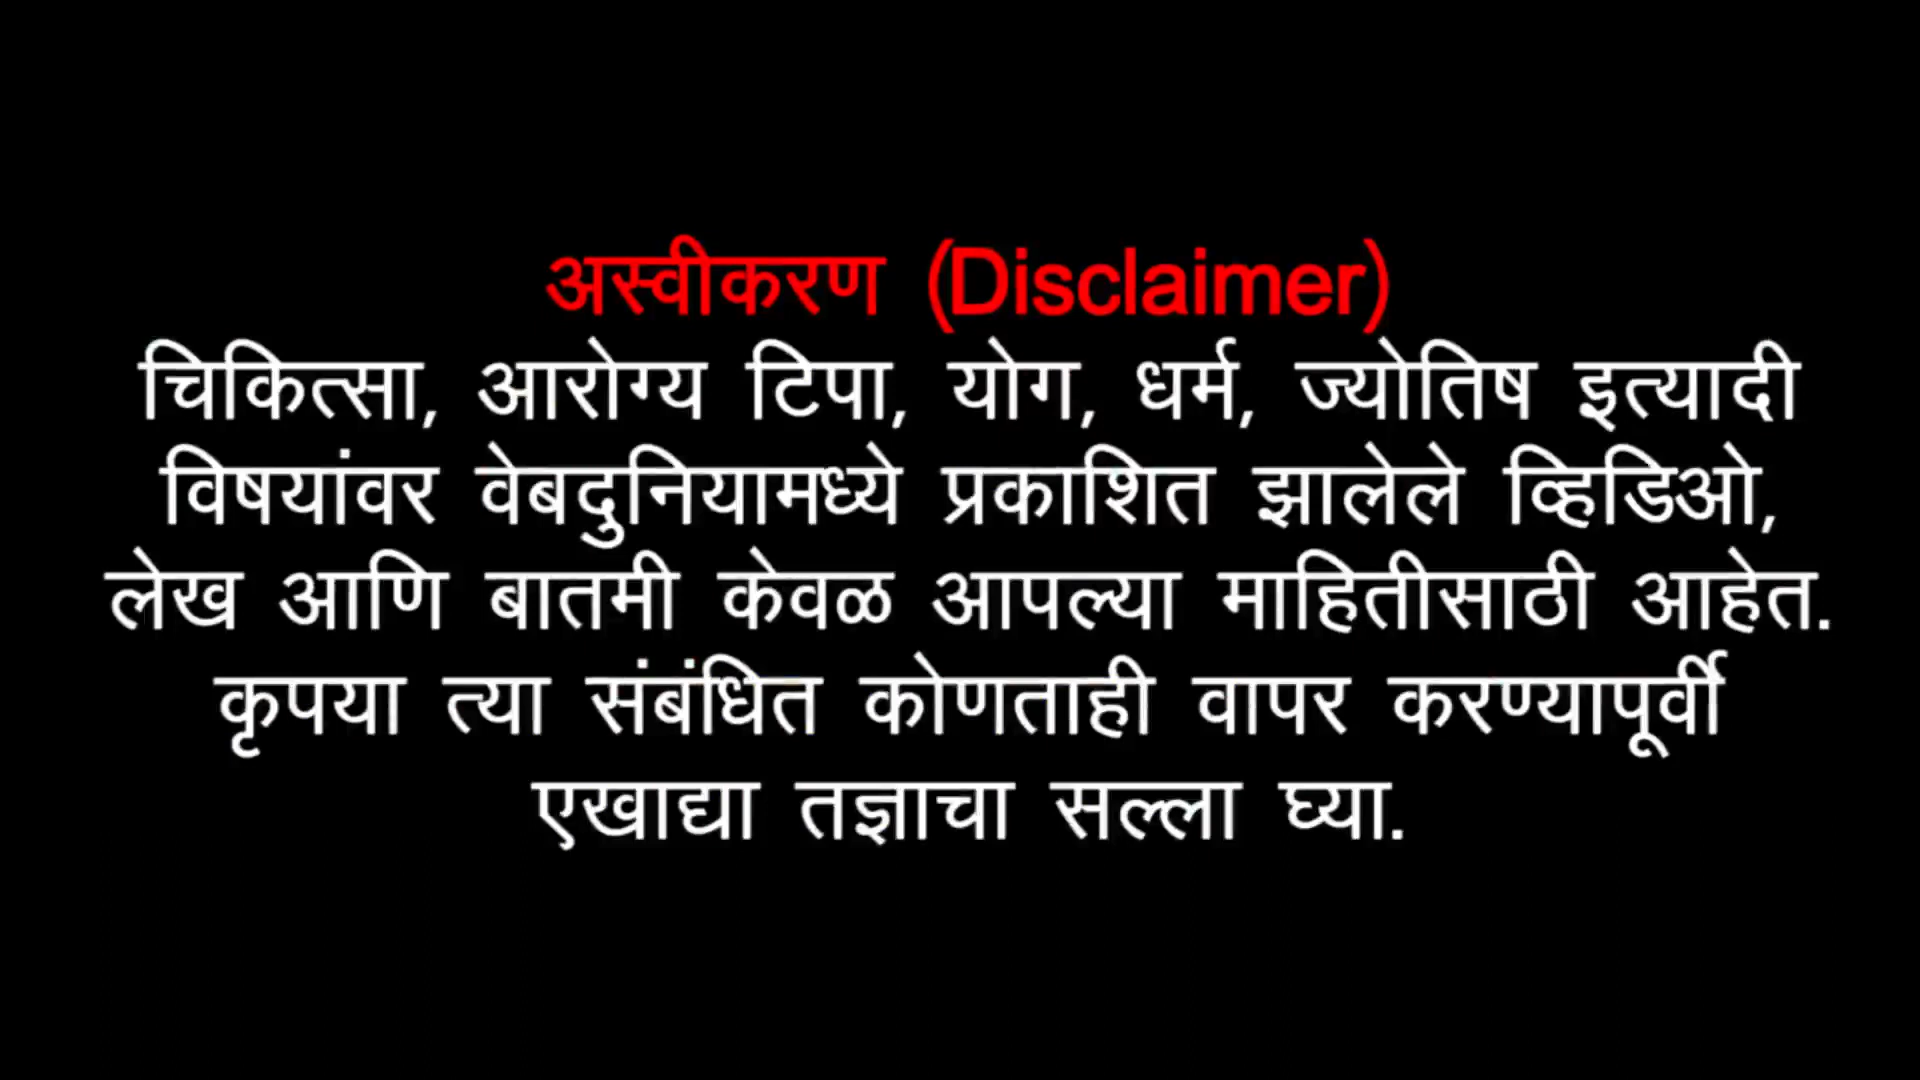 अस्वीकरण (Disclaimer)
चिकित्सा, आरोग्य टिपा, योग, धर्म, ज्योतिष इत्यादी
विषयांवर वेबदुनियामध्ये प्रकाशित झालेले व्हिडिओ,
लेख आणि बातमी केवळ आपल्या माहितीसाठी आहेत.
कृपया त्या संबंधित कोणताही वापर करण्यापूर्वी
एखाद्या तज्ञाचा सल्ला घ्या.